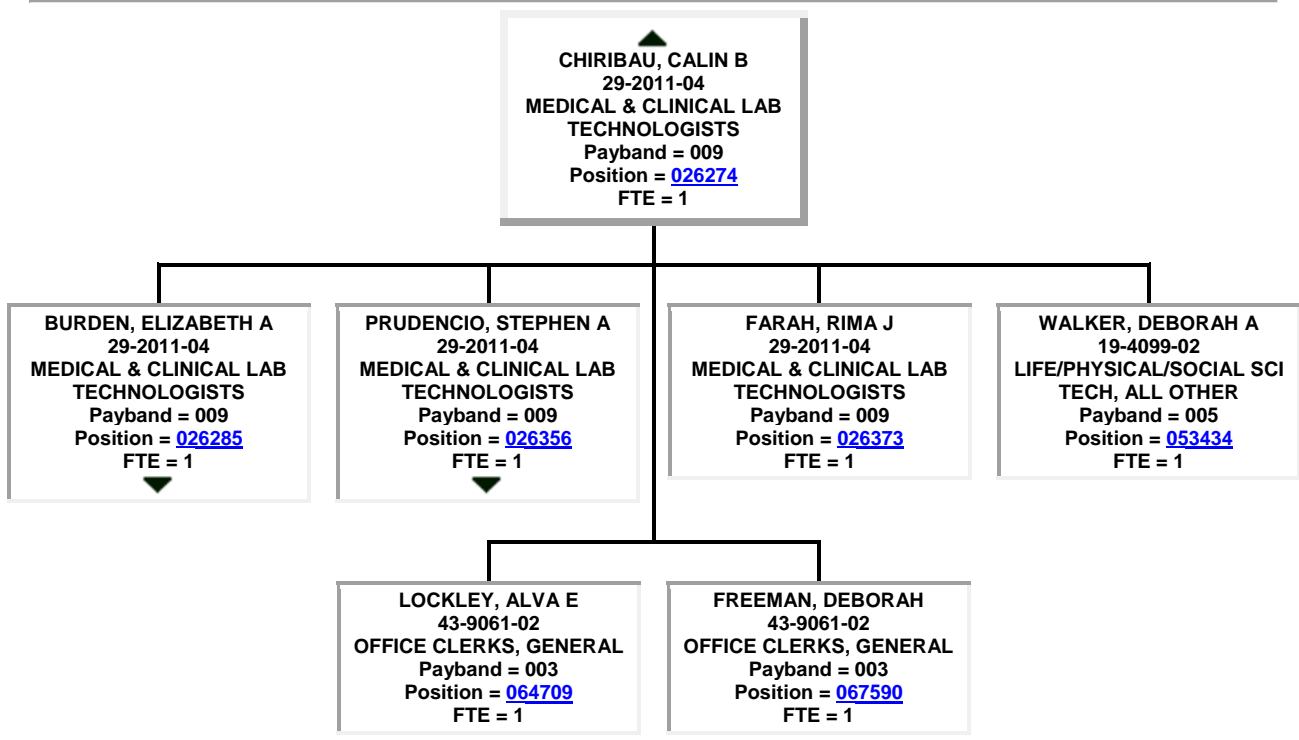 CHIRIBAU, CALIN B
29-2011-04
MEDICAL & CLINICAL LAB
TECHNOLOGISTS
Payband = 009
Position = 026274
FTE = 1
BURDEN, ELIZABETH A
29-2011-04
MEDICAL & CLINICAL LAB
TECHNOLOGISTS
Payband = 009
Position = 026285
FTE = 1
PRUDENCIO, STEPHEN A
29-2011-04
MEDICAL & CLINICAL LAB
TECHNOLOGISTS
Payband = 009
Position = 026356
FTE = 1
FARAH, RIMA J
29-2011-04
MEDICAL & CLINICAL LAB
TECHNOLOGISTS
Payband = 009
Position = 026373
FTE = 1
WALKER, DEBORAH A
19-4099-02
LIFE/PHYSICAL/SOCIAL SCI
TECH, ALL OTHER
Payband = 005
Position = 053434
FTE = 1
LOCKLEY, ALVA E
43-9061-02
OFFICE CLERKS, GENERAL
Payband = 003
Position = 064709
FTE = 1
FREEMAN, DEBORAH
43-9061-02
OFFICE CLERKS, GENERAL
Payband = 003
Position = 067590
FTE = 1